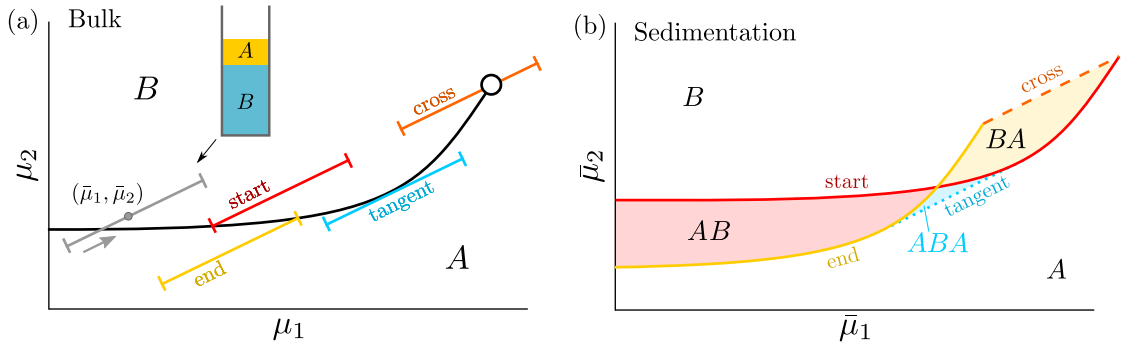 (a) Bulk
A
B
B
cross
(μ̄₁, μ̄₂)
start
tangent
end
A
μ₂
μ₁
(b) Sedimentation
B
cross
BA
start
tangent
AB
ABA
end
A
μ̄₂
μ̄₁